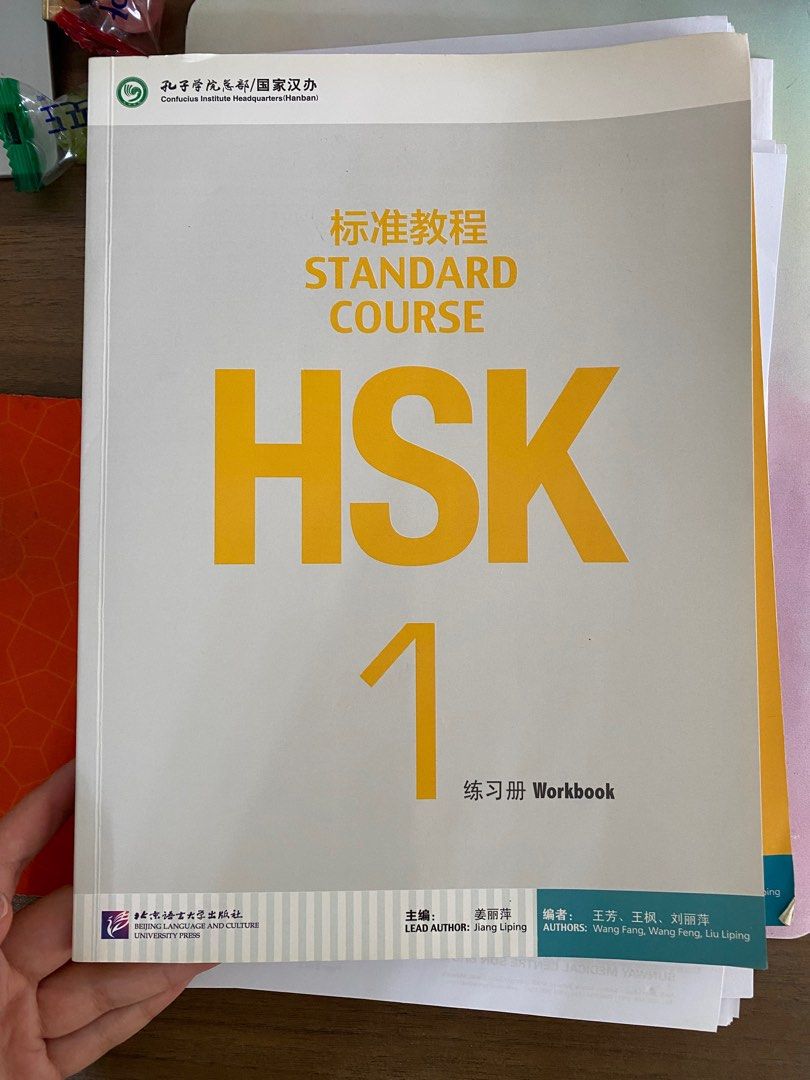 孔子学院总部/国家汉办
Confucius Institute Headquarters(Hanban)
标准教程
STANDARD
COURSE
HSK
1
练习册 Workbook
北京语言大学出版社
BEIJING LANGUAGE AND CULTURE
UNIVERSITY PRESS
主编： 姜丽萍
LEAD AUTHOR: Jiang Liping
编者： 王芳、王枫、刘丽萍
AUTHORS: Wang Fang, Wang Feng, Liu Liping